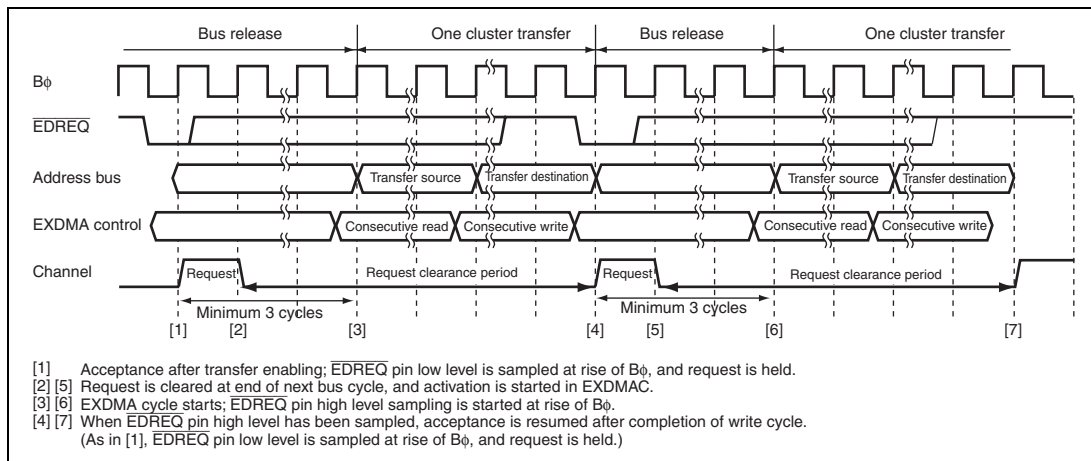 Bus release One cluster transfer Bus release One cluster transfer
Bϕ
EDREQ
Address bus Transfer source Transfer destination Transfer source Transfer destination
EXDMA control Consecutive read Consecutive write Consecutive read Consecutive write
Channel Request Request clearance period Request Request clearance period
Minimum 3 cycles Minimum 3 cycles
[1] [2] [3] [4] [5] [6] [7]
[1] Acceptance after transfer enabling; EDREQ pin low level is sampled at rise of Bϕ, and request is held.
[2] [5] Request is cleared at end of next bus cycle, and activation is started in EXDMAC.
[3] [6] EXDMA cycle starts; EDREQ pin high level sampling is started at rise of Bϕ.
[4] [7] When EDREQ pin high level has been sampled, acceptance is resumed after completion of write cycle.
(As in [1], EDREQ pin low level is sampled at rise of Bϕ, and request is held.)